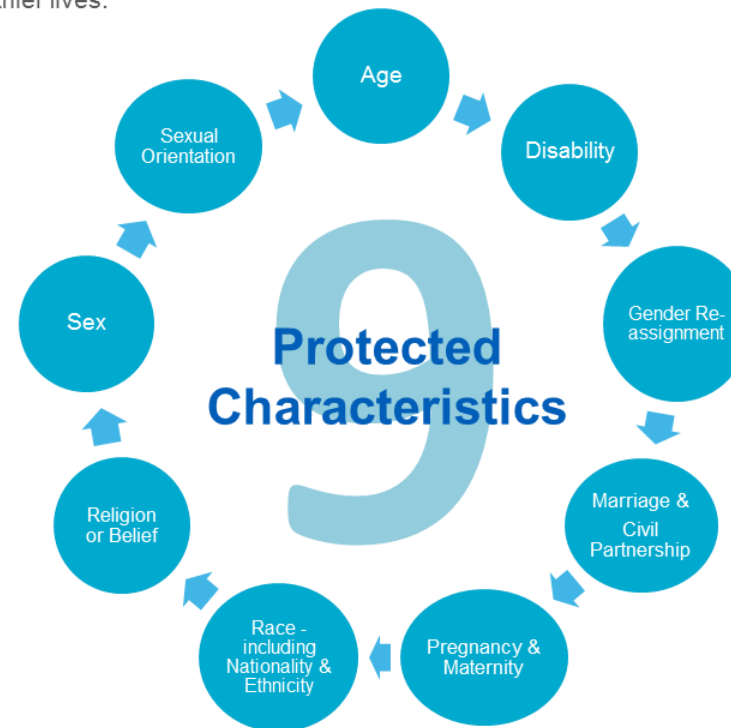 lives.
Age
Disability
Gender Re-
assignment
Marriage &
Civil
Partnership
Pregnancy &
Maternity
Race -
including
Nationality &
Ethnicity
Religion
or Belief
Sex
Sexual
Orientation
9
Protected
Characteristics